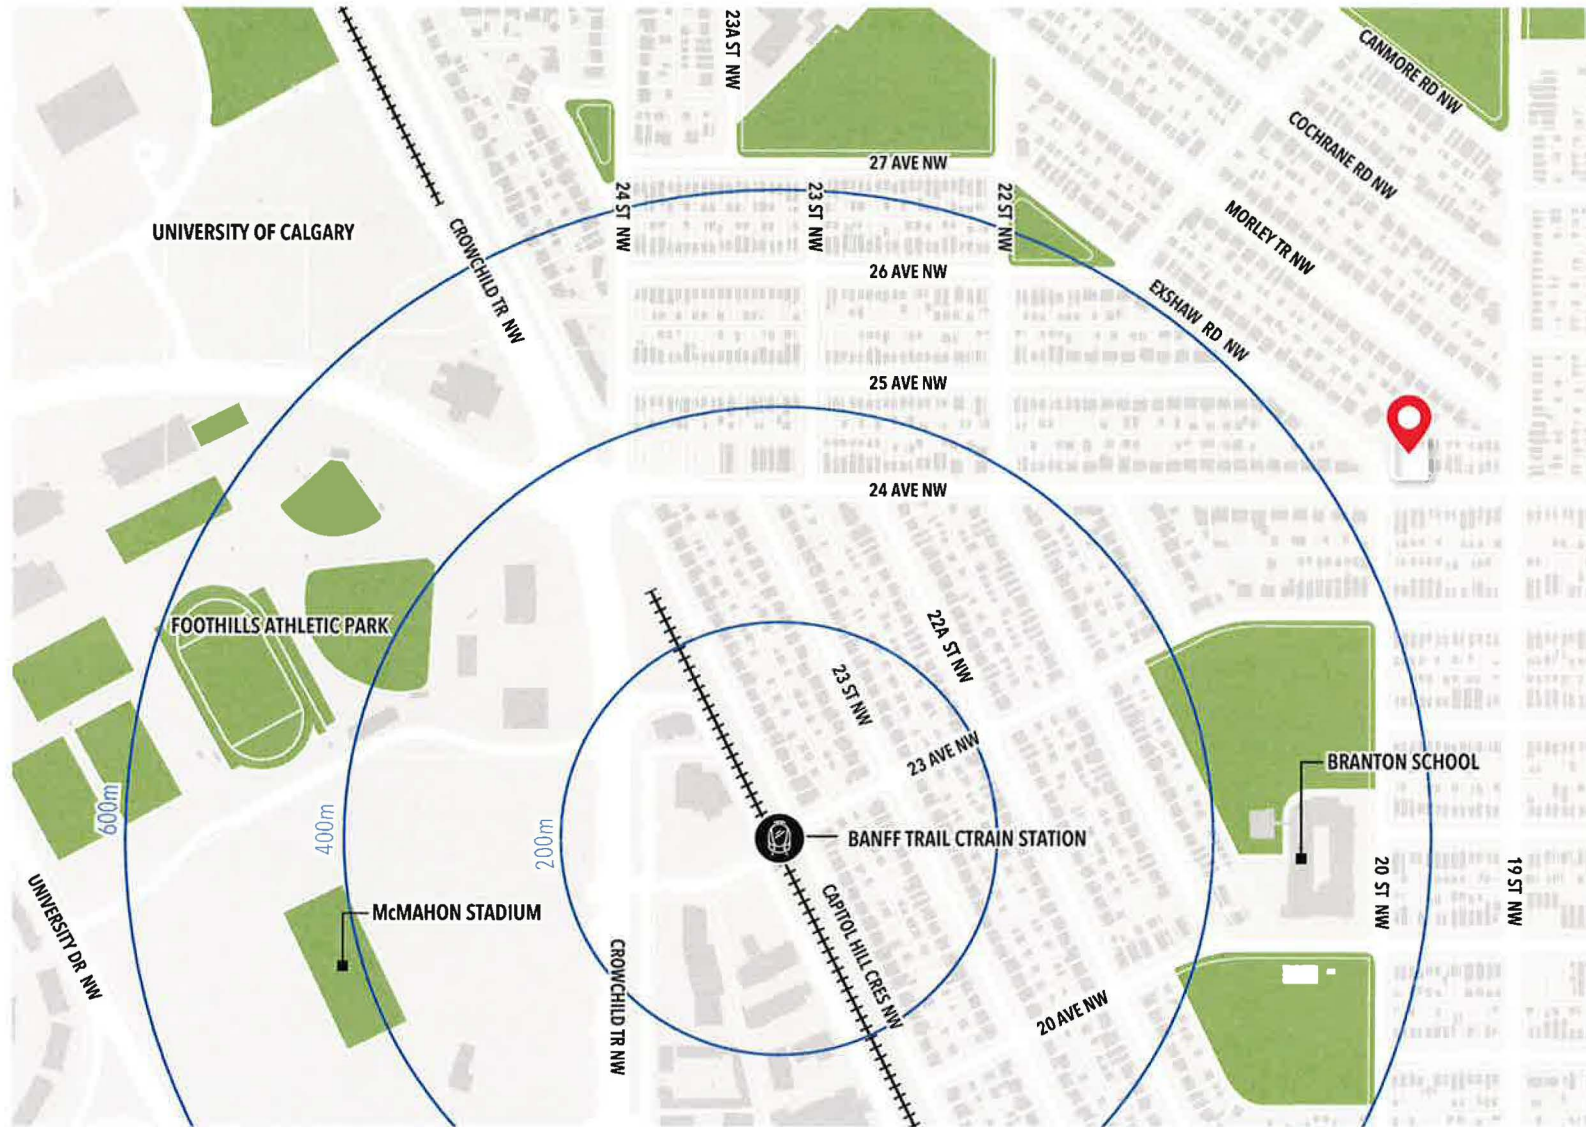 23A ST NW
CANMORE RD NW
COCHRANE RD NW
27 AVE NW
24 ST NW
23 ST NW
22 ST NW
MORLEY TR NW
UNIVERSITY OF CALGARY
CROWCHILD TR NW
26 AVE NW
EXSHAW RD NW
25 AVE NW
24 AVE NW
FOOTHILLS ATHLETIC PARK
22A ST NW
23 ST NW
23 AVE NW
BRANTON SCHOOL
600m
400m
200m
BANFF TRAIL CTRAIN STATION
20 ST NW
19 ST NW
UNIVERSITY DR NW
McMAHON STADIUM
CAPITOL HILL CRES NW
CROWCHILD TR NW
20 AVE NW